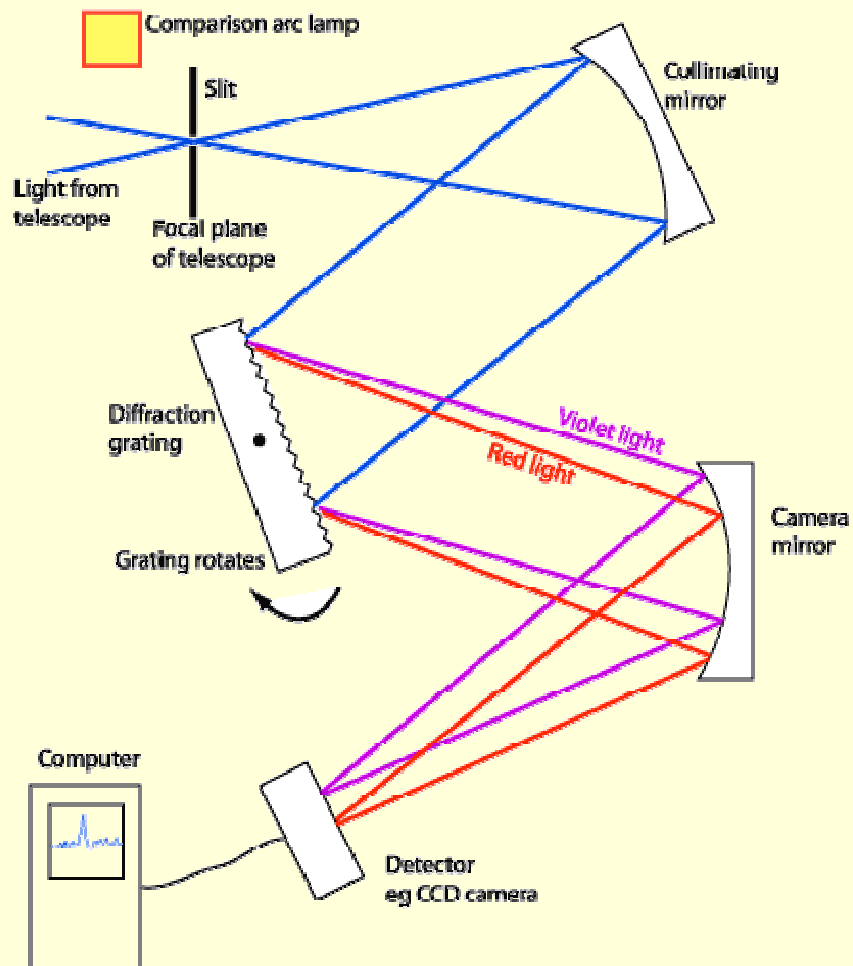 Comparison arc lamp
Slit
Collimating
mirror
Light from
telescope
Focal plane
of telescope
Diffraction
grating
Violet light
Red light
Camera
mirror
Grating rotates
Computer
Detector
eg CCD camera